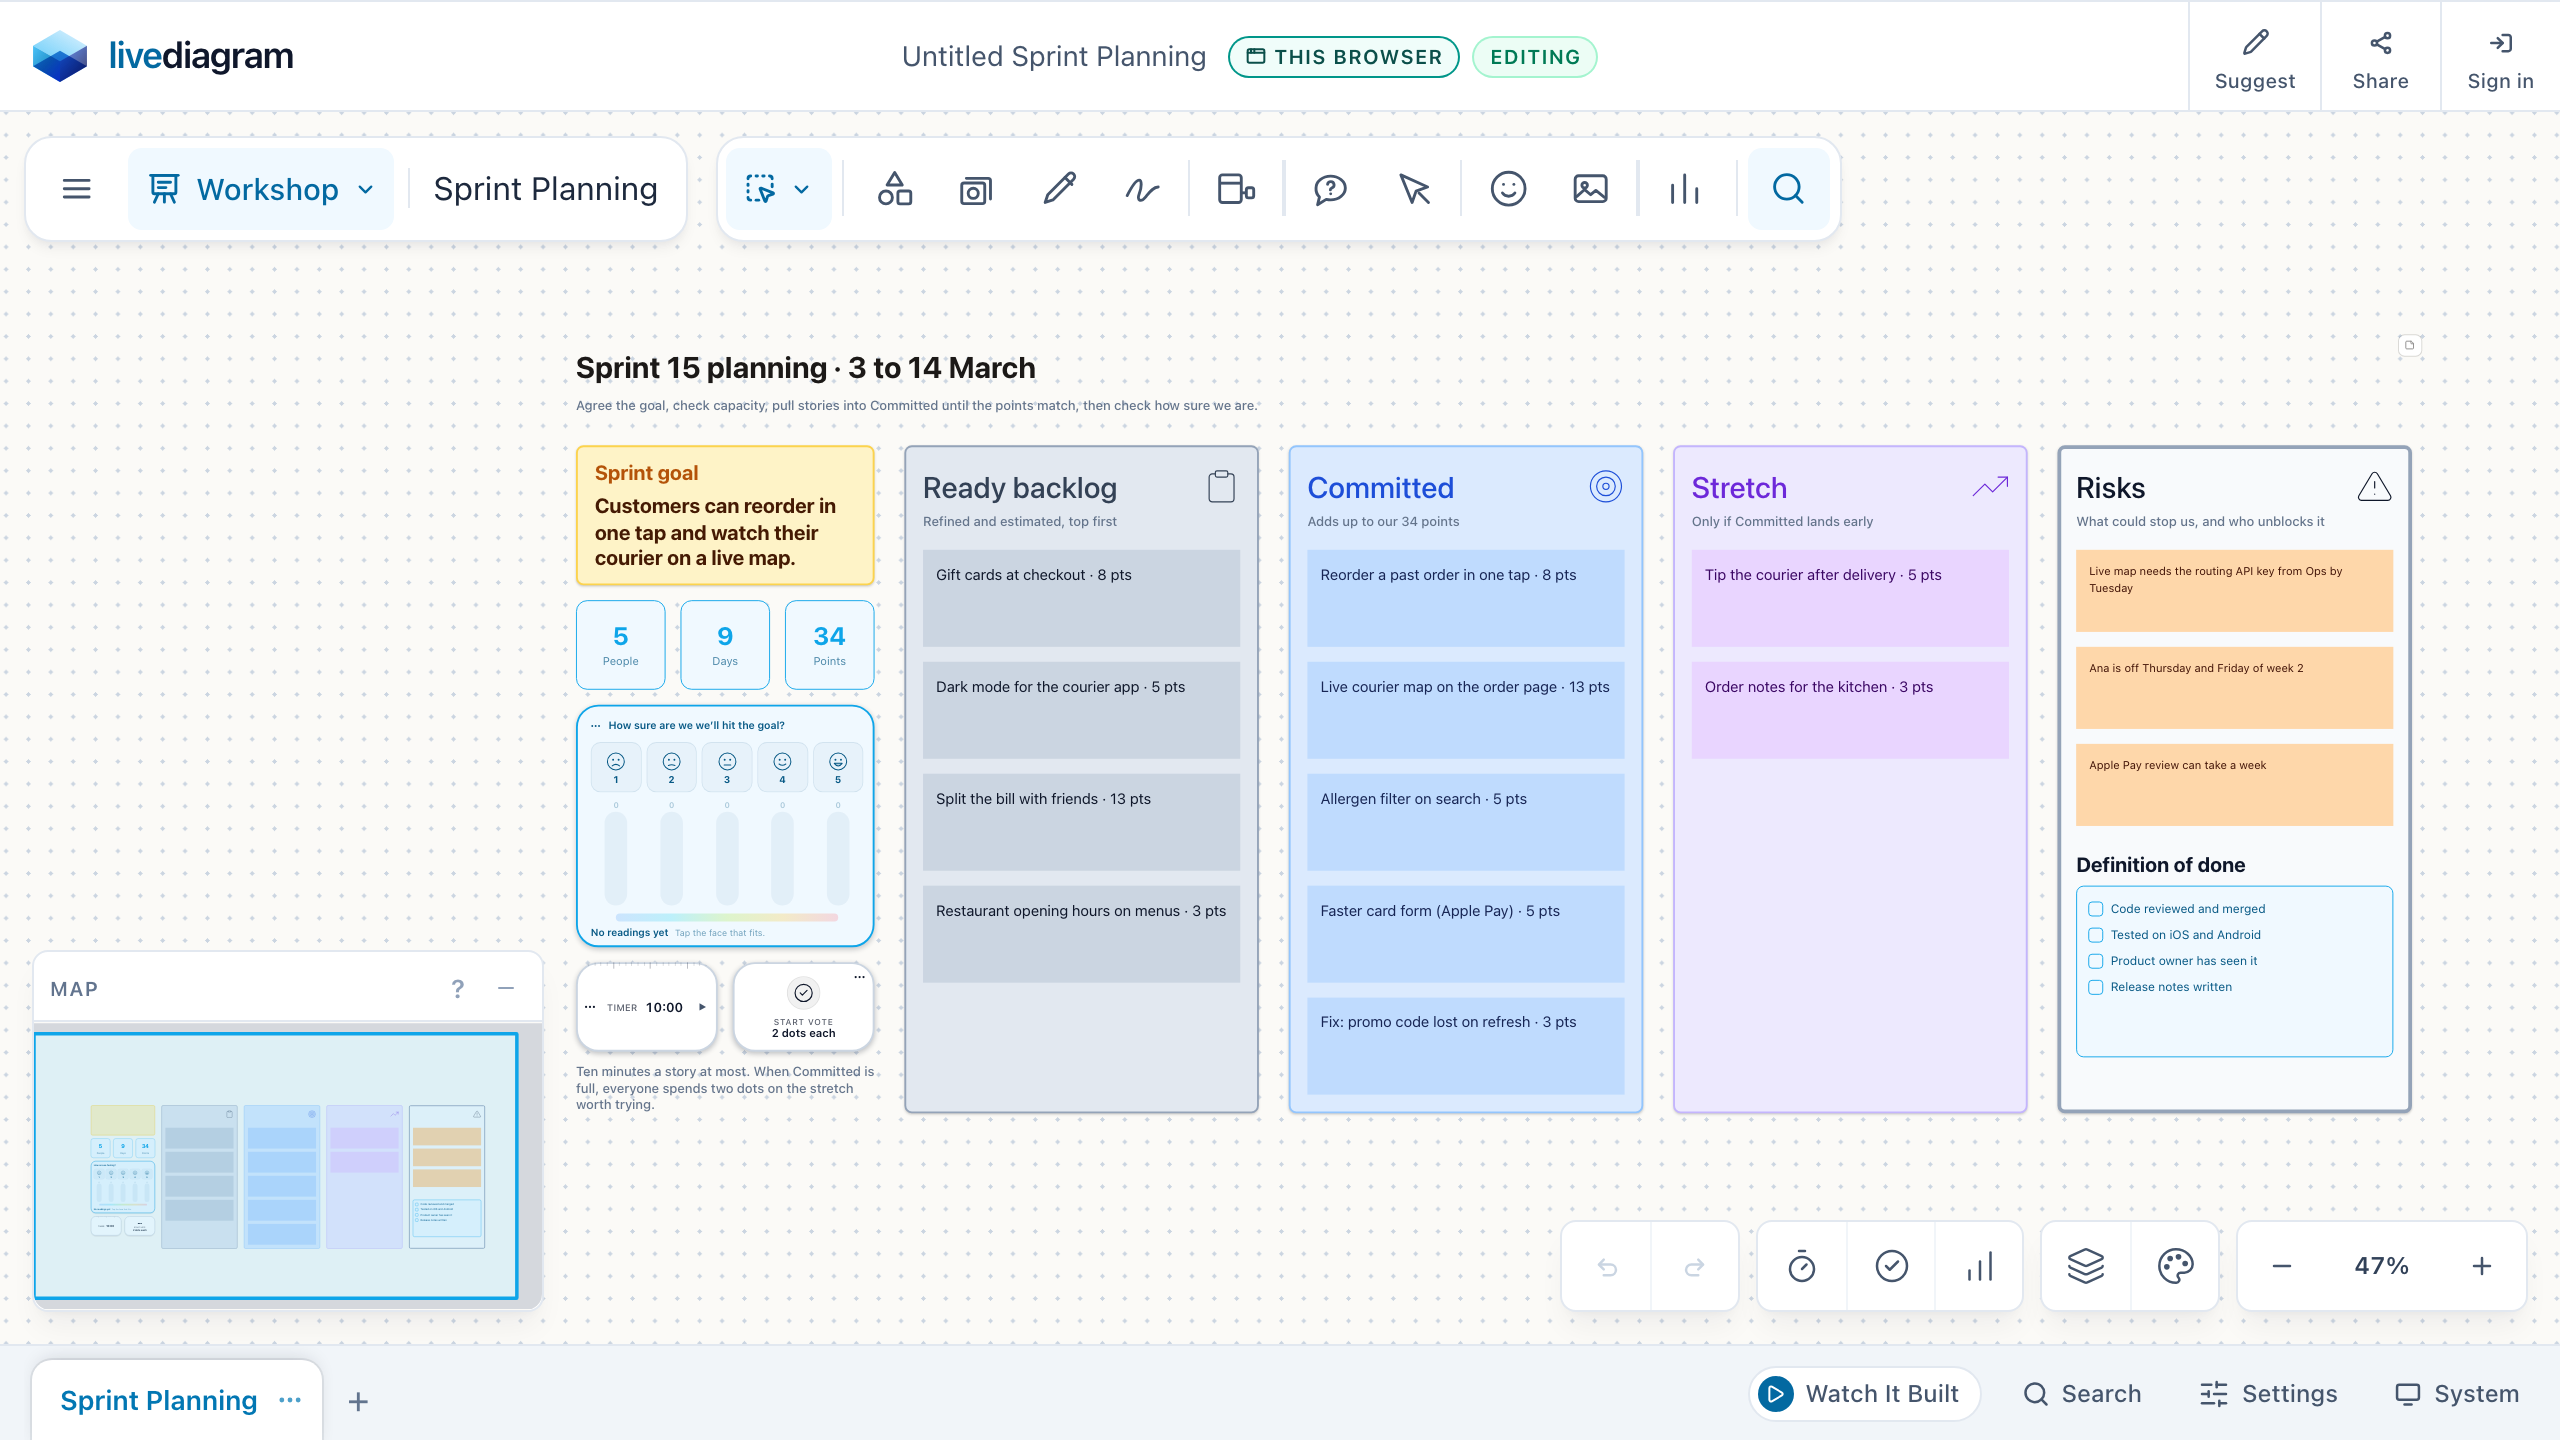 livediagram
Untitled Sprint Planning
THIS BROWSER
EDITING
Suggest
Share
Sign in
Workshop
Sprint Planning
Sprint 15 planning · 3 to 14 March
Agree the goal, check capacity, pull stories into Committed until the points match, then check how sure we are.
Sprint goal
Customers can reorder in
one tap and watch their
courier on a live map.
5
People
9
Days
34
Points
How sure are we we'll hit the goal?
1
2
3
4
5
0
0
0
0
0
No readings yet
Tap the face that fits.
TIMER
10:00
START VOTE
2 dots each
Ten minutes a story at most. When Committed is
full, everyone spends two dots on the stretch
worth trying.
Ready backlog
Refined and estimated, top first
Gift cards at checkout · 8 pts
Dark mode for the courier app · 5 pts
Split the bill with friends · 13 pts
Restaurant opening hours on menus · 3 pts
Committed
Adds up to our 34 points
Reorder a past order in one tap · 8 pts
Live courier map on the order page · 13 pts
Allergen filter on search · 5 pts
Faster card form (Apple Pay) · 5 pts
Fix: promo code lost on refresh · 3 pts
Stretch
Only if Committed lands early
Tip the courier after delivery · 5 pts
Order notes for the kitchen · 3 pts
Risks
What could stop us, and who unblocks it
Live map needs the routing API key from Ops by
Tuesday
Ana is off Thursday and Friday of week 2
Apple Pay review can take a week
Definition of done
Code reviewed and merged
Tested on iOS and Android
Product owner has seen it
Release notes written
MAP
?
5
9
34
47%
Sprint Planning
Watch It Built
Search
Settings
System